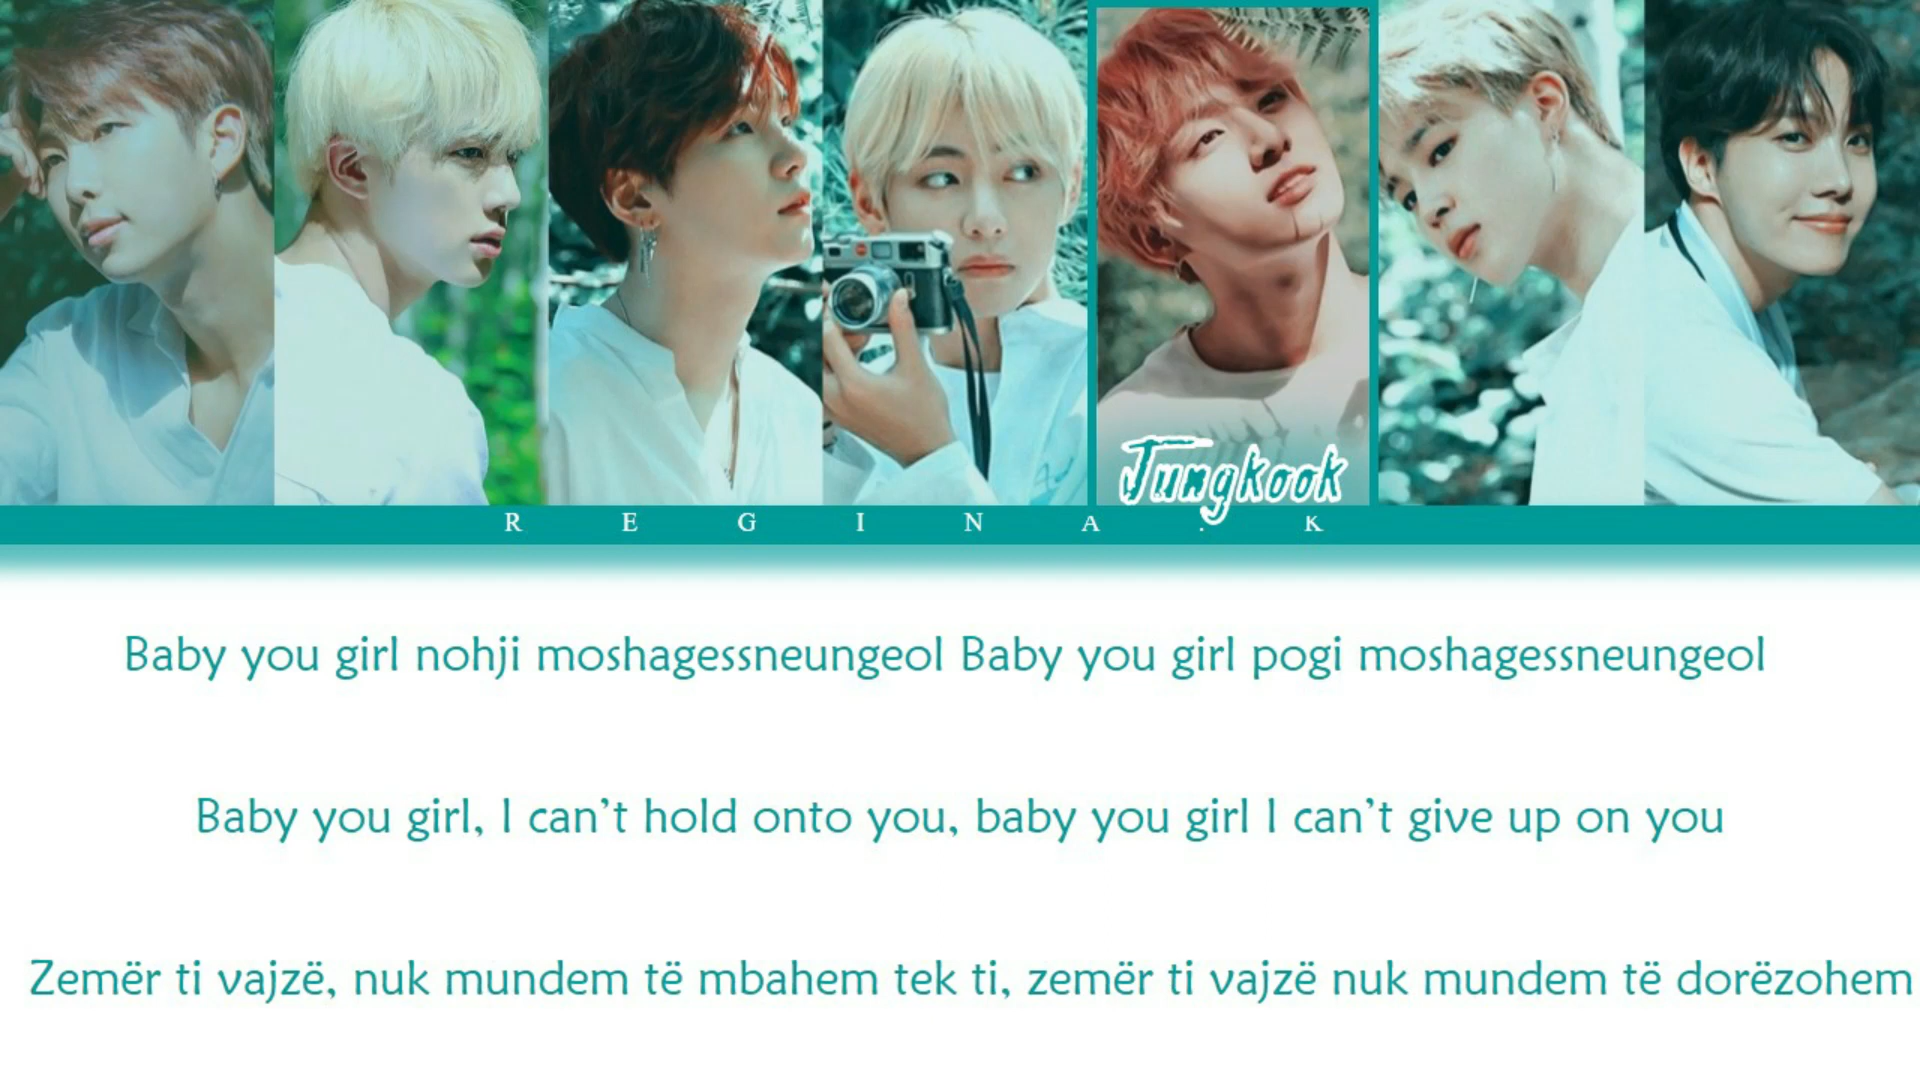 Jungkook
R E G I N A . K
Baby you girl nohji moshagessneungeol Baby you girl pogi moshagessneungeol
Baby you girl, I can’t hold onto you, baby you girl I can’t give up on you
Zemër ti vajzë, nuk mundem të mbahem tek ti, zemër ti vajzë nuk mundem të dorëzohem